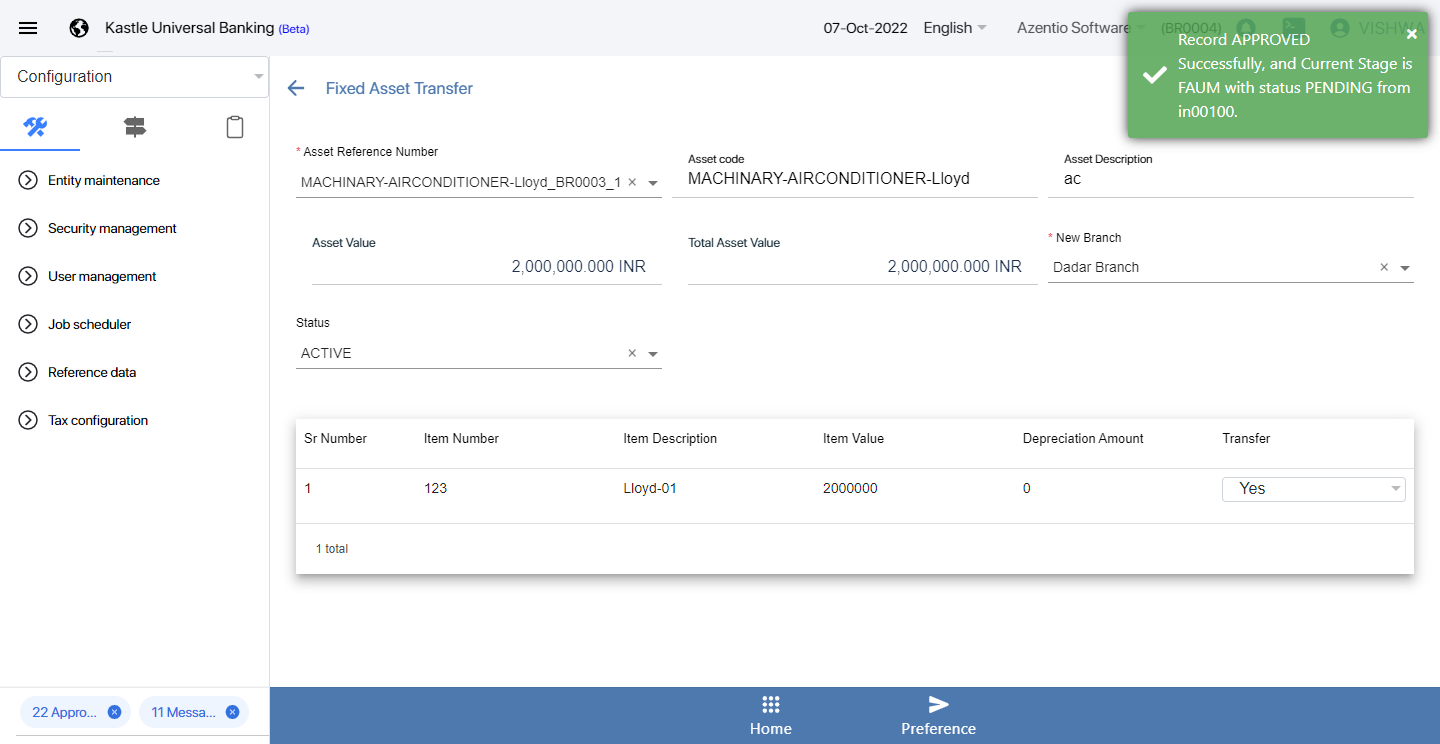 Kastle Universal Banking (Beta)
07-Oct-2022
English
Azentio Software
(BR0004)
VISHWA
Record APPROVED
Successfully, and Current Stage is
FAUM with status PENDING from
in00100.
Configuration
Entity maintenance
Security management
User management
Job scheduler
Reference data
Tax configuration
Fixed Asset Transfer
* Asset Reference Number
MACHINARY-AIRCONDITIONER-Lloyd_BR0003_1
Asset code
MACHINARY-AIRCONDITIONER-Lloyd
Asset Description
ac
Asset Value
2,000,000.000 INR
Total Asset Value
2,000,000.000 INR
* New Branch
Dadar Branch
Status
ACTIVE
Sr Number Item Number Item Description Item Value Depreciation Amount Transfer
1 123 Lloyd-01 2000000 0 Yes
1 total
22 Appro... 11 Messa...
Home
Preference